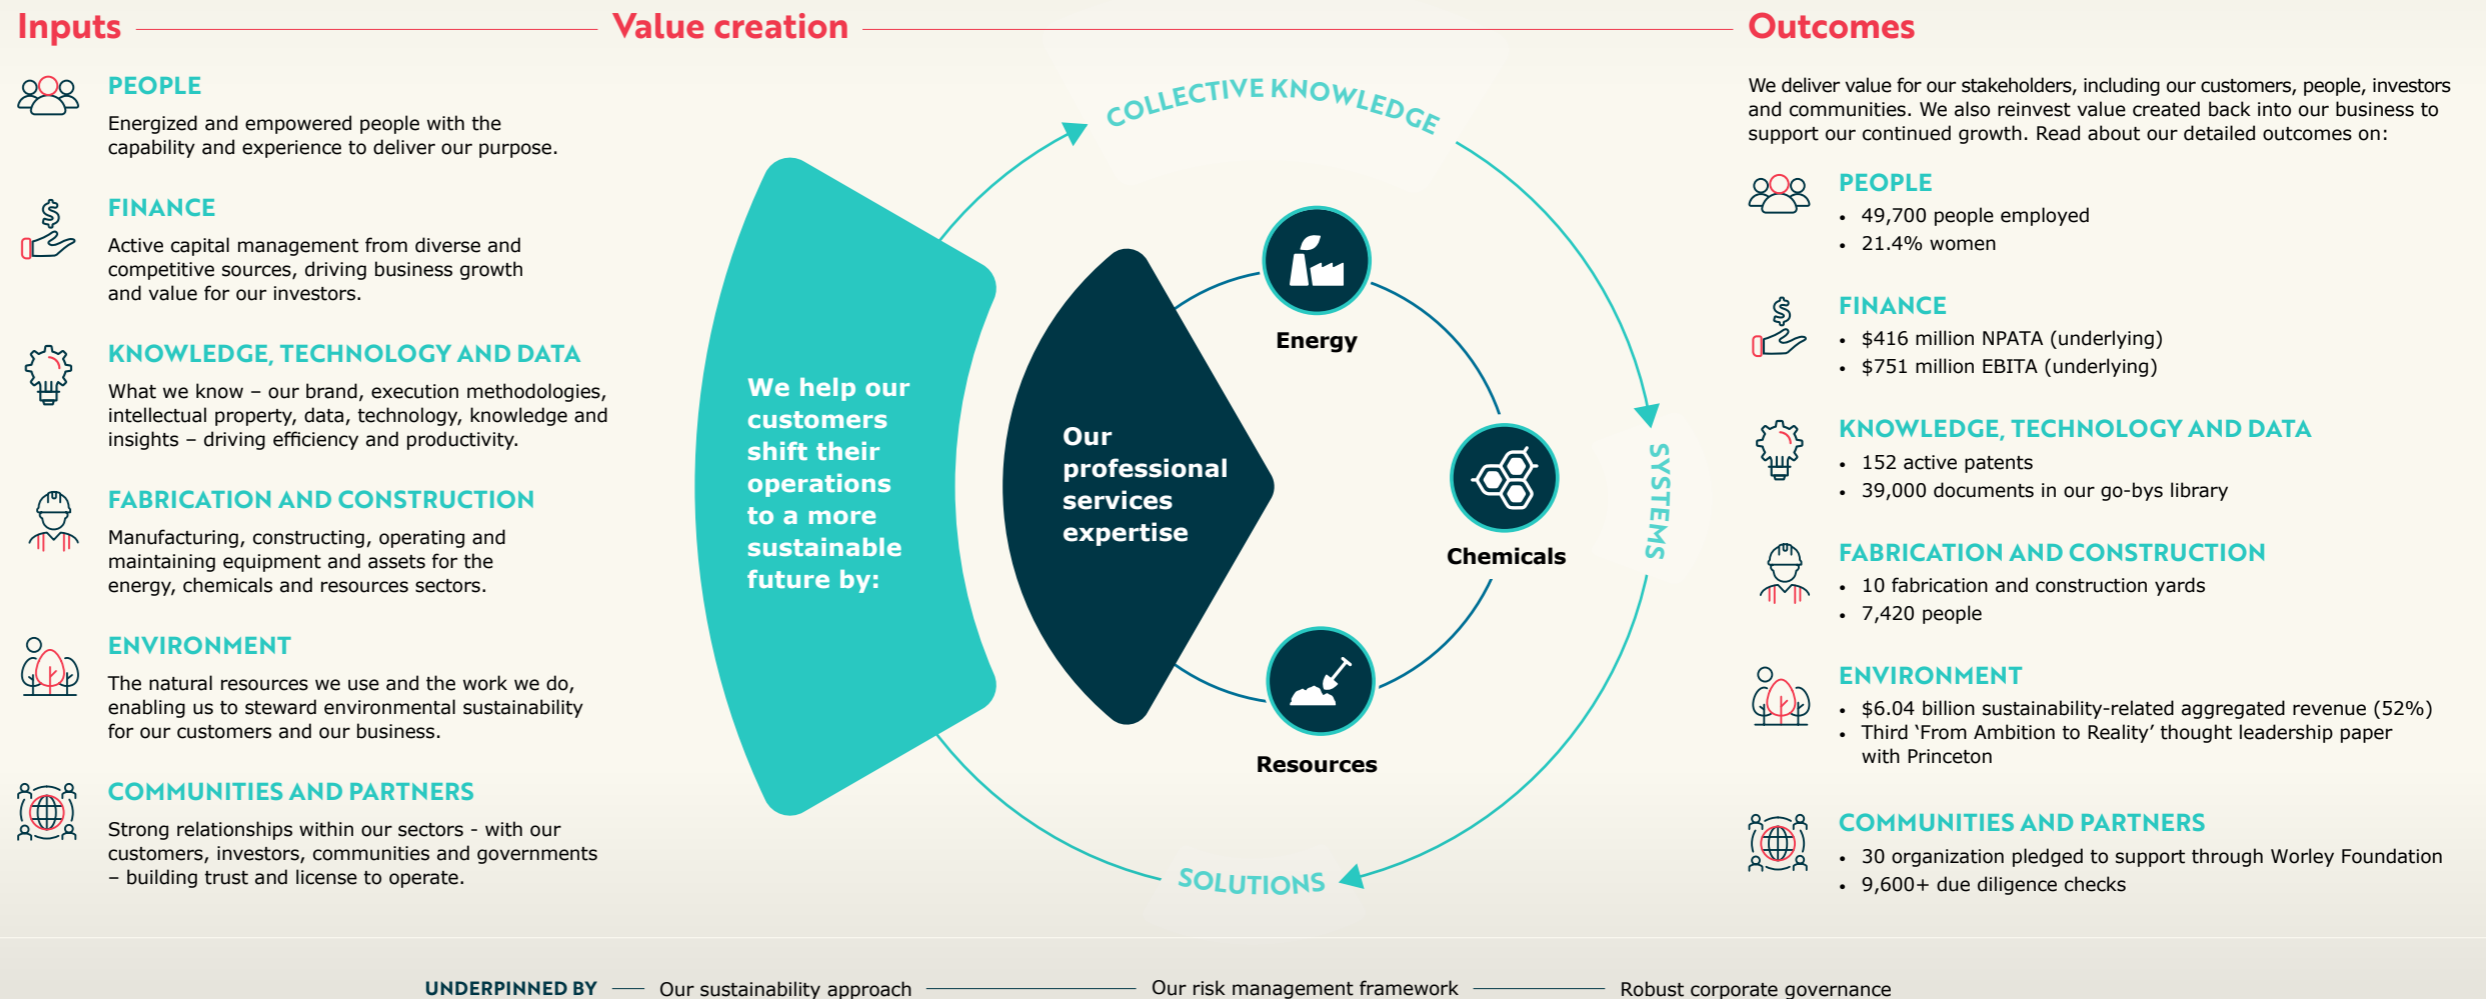 Inputs
Value creation
Outcomes
PEOPLE
Energized and empowered people with the
capability and experience to deliver our purpose.
FINANCE
Active capital management from diverse and
competitive sources, driving business growth
and value for our investors.
KNOWLEDGE, TECHNOLOGY AND DATA
What we know – our brand, execution methodologies,
intellectual property, data, technology, knowledge and
insights – driving efficiency and productivity.
FABRICATION AND CONSTRUCTION
Manufacturing, constructing, operating and
maintaining equipment and assets for the
energy, chemicals and resources sectors.
ENVIRONMENT
The natural resources we use and the work we do,
enabling us to steward environmental sustainability
for our customers and our business.
COMMUNITIES AND PARTNERS
Strong relationships within our sectors - with our
customers, investors, communities and governments
– building trust and license to operate.
We help our
customers
shift their
operations
to a more
sustainable
future by:
Our
professional
services
expertise
COLLECTIVE KNOWLEDGE
SYSTEMS
SOLUTIONS
Energy
Chemicals
Resources
We deliver value for our stakeholders, including our customers, people, investors
and communities. We also reinvest value created back into our business to
support our continued growth. Read about our detailed outcomes on:
PEOPLE
• 49,700 people employed
• 21.4% women
FINANCE
• $416 million NPATA (underlying)
• $751 million EBITA (underlying)
KNOWLEDGE, TECHNOLOGY AND DATA
• 152 active patents
• 39,000 documents in our go-bys library
FABRICATION AND CONSTRUCTION
• 10 fabrication and construction yards
• 7,420 people
ENVIRONMENT
• $6.04 billion sustainability-related aggregated revenue (52%)
• Third ‘From Ambition to Reality’ thought leadership paper
with Princeton
COMMUNITIES AND PARTNERS
• 30 organization pledged to support through Worley Foundation
• 9,600+ due diligence checks
UNDERPINNED BY
Our sustainability approach
Our risk management framework
Robust corporate governance